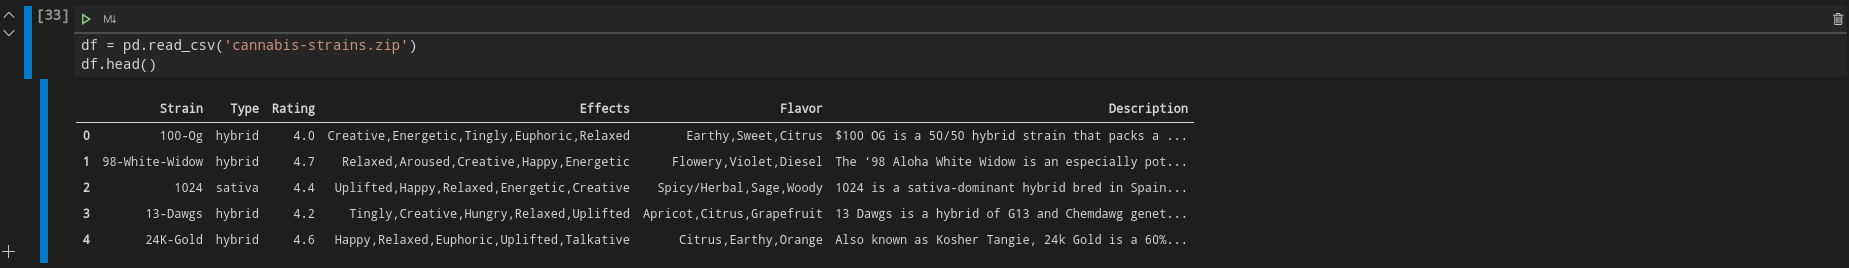 [33]
M↓
df = pd.read_csv('cannabis-strains.zip')
df.head()
Strain Type Rating Effects Flavor Description
0 100-Og hybrid 4.0 Creative,Energetic,Tingly,Euphoric,Relaxed Earthy,Sweet,Citrus $100 OG is a 50/50 hybrid strain that packs a ...
1 98-White-Widow hybrid 4.7 Relaxed,Aroused,Creative,Happy,Energetic Flowery,Violet,Diesel The ‘98 Aloha White Widow is an especially pot...
2 1024 sativa 4.4 Uplifted,Happy,Relaxed,Energetic,Creative Spicy/Herbal,Sage,Woody 1024 is a sativa-dominant hybrid bred in Spain...
3 13-Dawgs hybrid 4.2 Tingly,Creative,Hungry,Relaxed,Uplifted Apricot,Citrus,Grapefruit 13 Dawgs is a hybrid of G13 and Chemdawg genet...
4 24K-Gold hybrid 4.6 Happy,Relaxed,Euphoric,Uplifted,Talkative Citrus,Earthy,Orange Also known as Kosher Tangie, 24k Gold is a 60%...